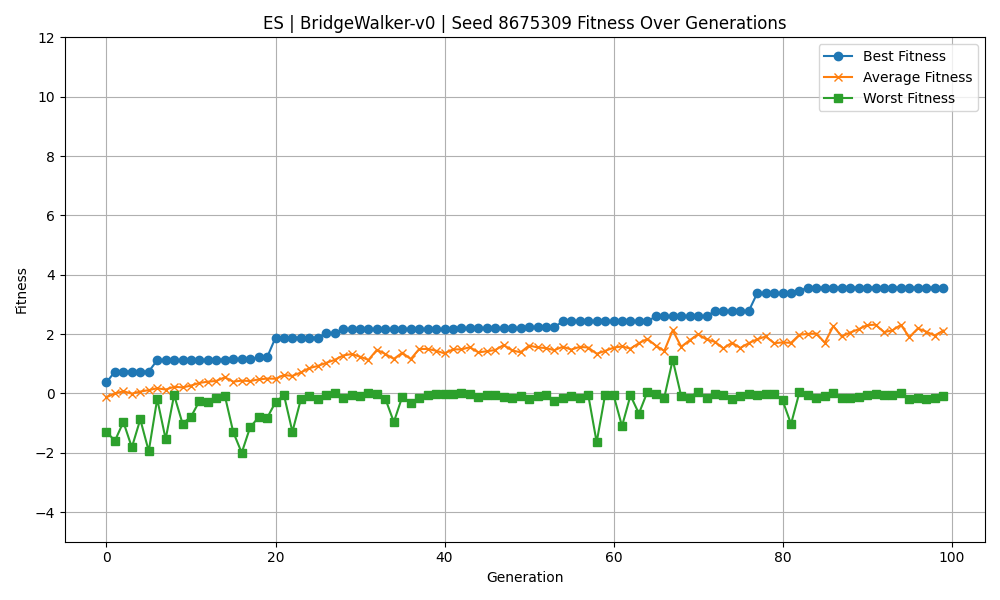 ES | BridgeWalker-v0 | Seed 8675309 Fitness Over Generations
Best Fitness
Average Fitness
Worst Fitness
12
10
8
6
4
2
0
−2
−4
Fitness
0 20 40 60 80 100
Generation